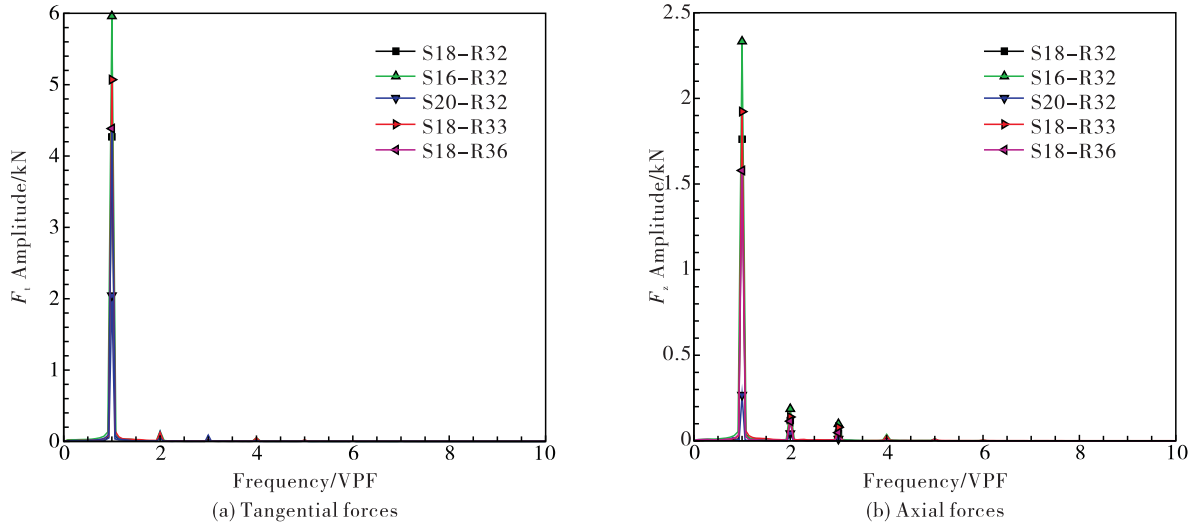 6
5
4
3
2
1
0
F₁ Amplitude/kN
S18-R32
S16-R32
S20-R32
S18-R33
S18-R36
0 2 4 6 8 10
Frequency/VPF
(a) Tangential forces
2.5
2
1.5
1
0.5
0
F_z Amplitude/kN
S18-R32
S16-R32
S20-R32
S18-R33
S18-R36
0 2 4 6 8 10
Frequency/VPF
(b) Axial forces